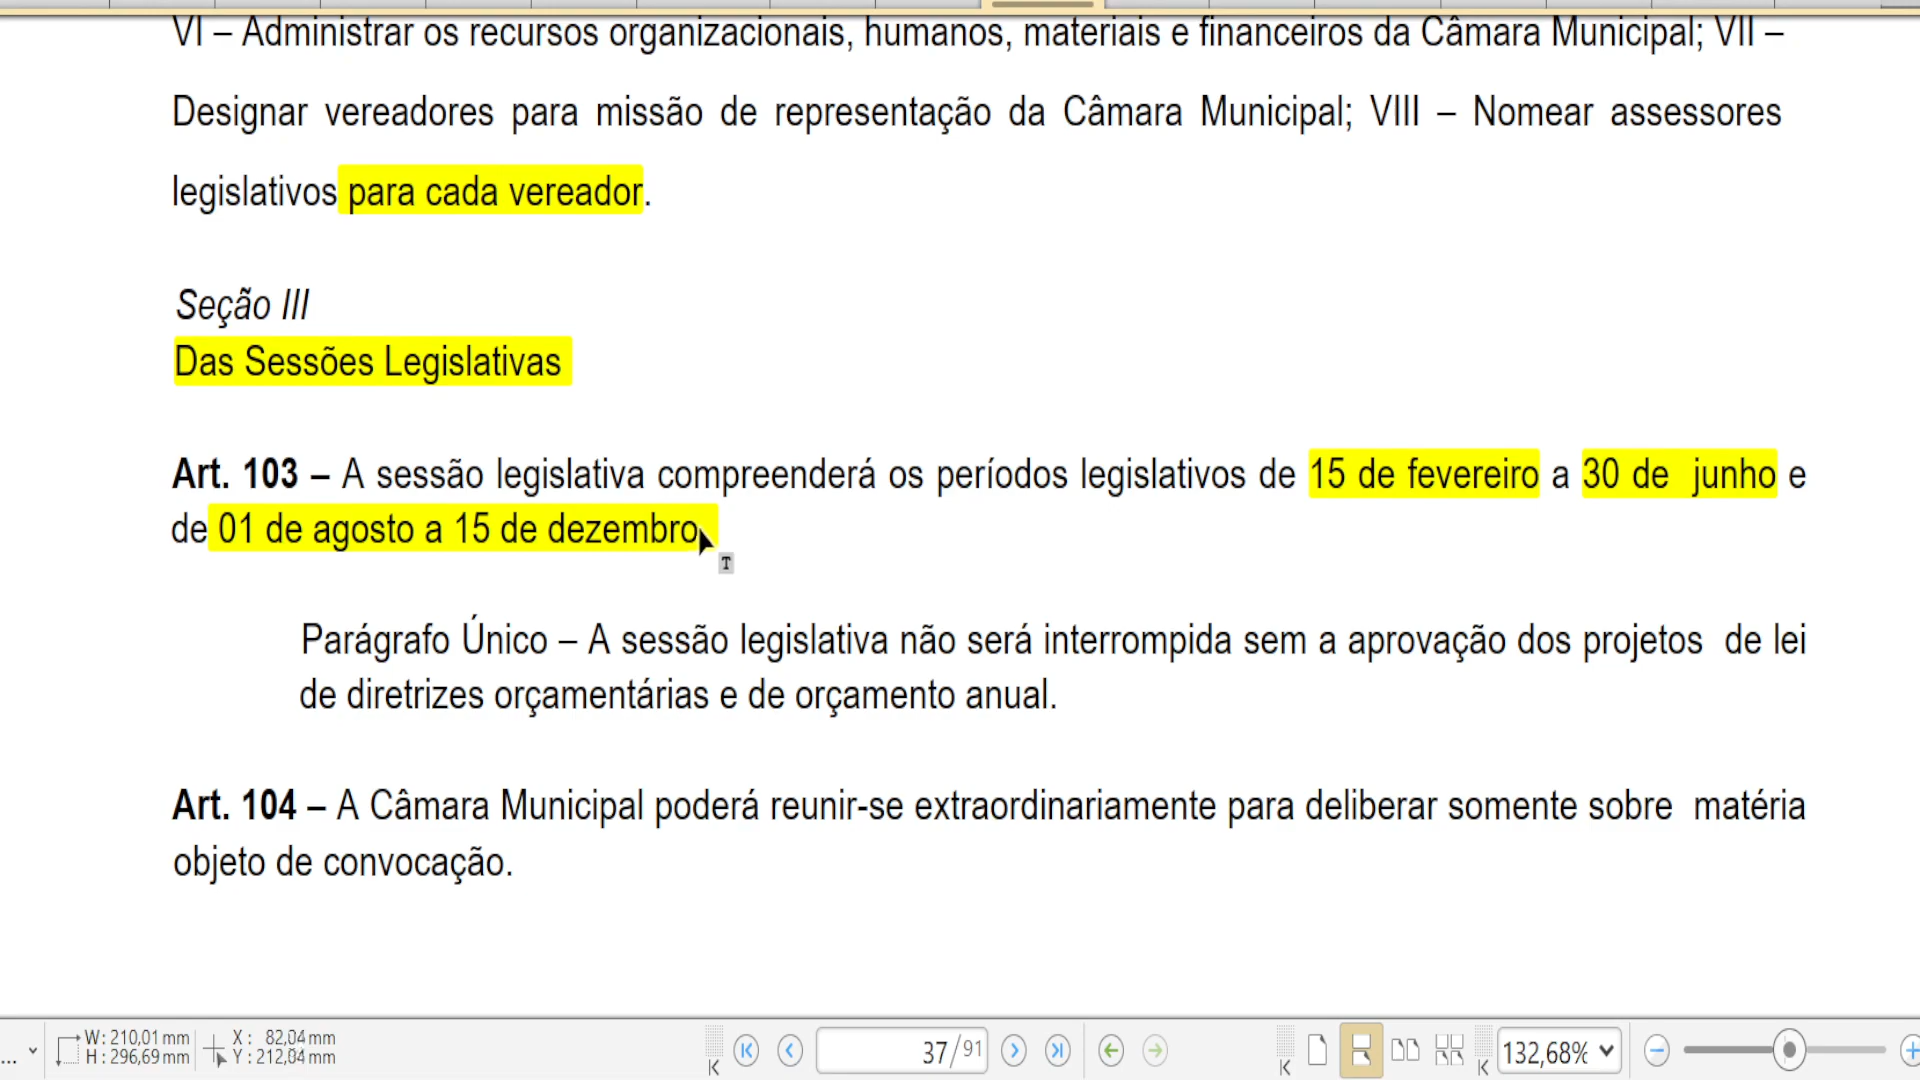 VI – Administrar os recursos organizacionais, humanos, materiais e financeiros da Câmara Municipal; VII –
Designar vereadores para missão de representação da Câmara Municipal; VIII – Nomear assessores
legislativos para cada vereador.
Seção III
Das Sessões Legislativas
Art. 103 – A sessão legislativa compreenderá os períodos legislativos de 15 de fevereiro a 30 de junho e
de 01 de agosto a 15 de dezembro
Parágrafo Único – A sessão legislativa não será interrompida sem a aprovação dos projetos de lei
de diretrizes orçamentárias e de orçamento anual.
Art. 104 – A Câmara Municipal poderá reunir-se extraordinariamente para deliberar somente sobre matéria
objeto de convocação.
... W: 210,01 mm X : 82,04 mm 37/91 132,68%
H : 296,69 mm Y : 212,04 mm